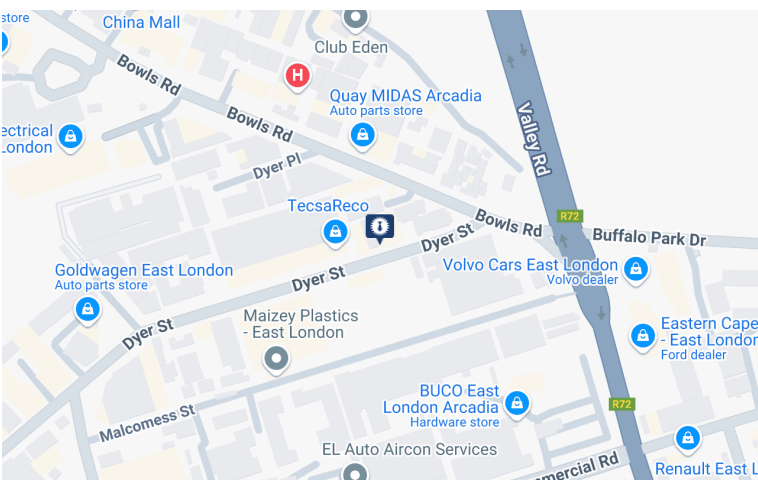 store
China Mall
Club Eden
Bowls Rd
H
Quay MIDAS Arcadia
Auto parts store
Bowls Rd
Valley Rd
ectrical
London
Dyer Pl
TecsaReco
R72
Bowls Rd
Buffalo Park Dr
Dyer St
Goldwagen East London
Auto parts store
Dyer St
Volvo Cars East London
Volvo dealer
Dyer St
Maizey Plastics
- East London
Eastern Cape
- East London
Ford dealer
BUCO East
London Arcadia
Hardware store
R72
Malcomess St
EL Auto Aircon Services
mercial Rd
Renault East L